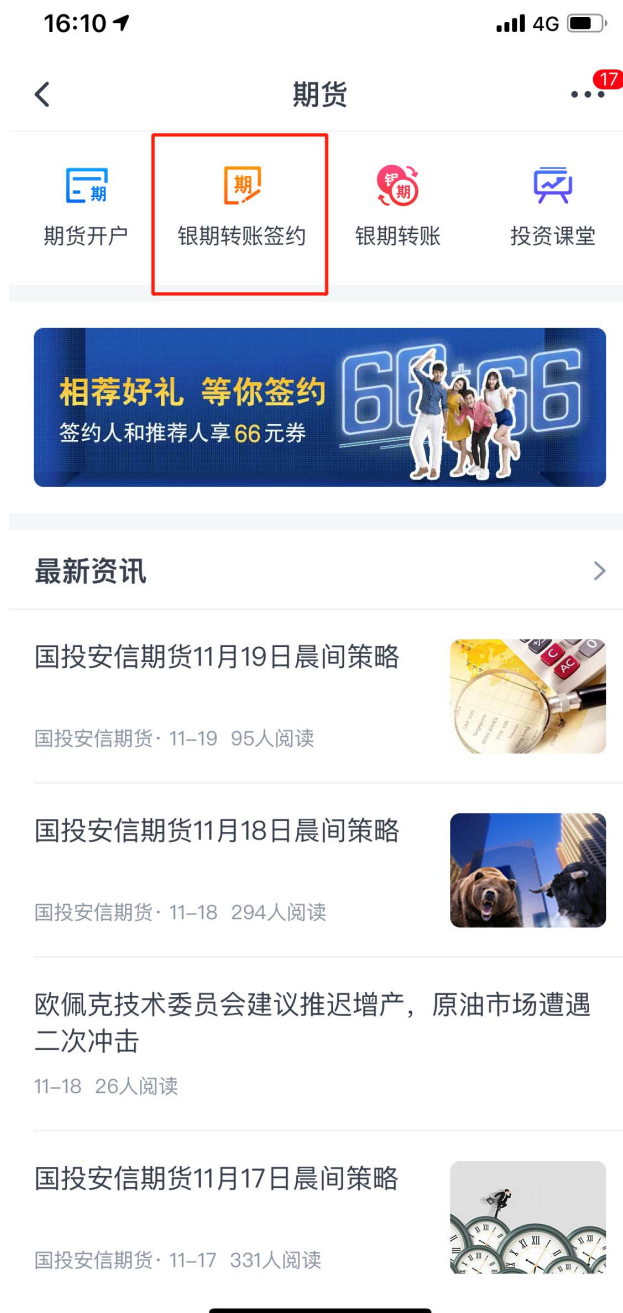 16:10
4G
期货
17
期
期
银
期
期货开户
银期转账签约
银期转账
投资课堂
相荐好礼 等你签约
签约人和推荐人享66元券
66+66
最新资讯
国投安信期货11月19日晨间策略
国投安信期货· 11-19 95人阅读
国投安信期货11月18日晨间策略
国投安信期货· 11-18 294人阅读
欧佩克技术委员会建议推迟增产，原油市场遭遇
二次冲击
11-18 26人阅读
国投安信期货11月17日晨间策略
国投安信期货· 11-17 331人阅读